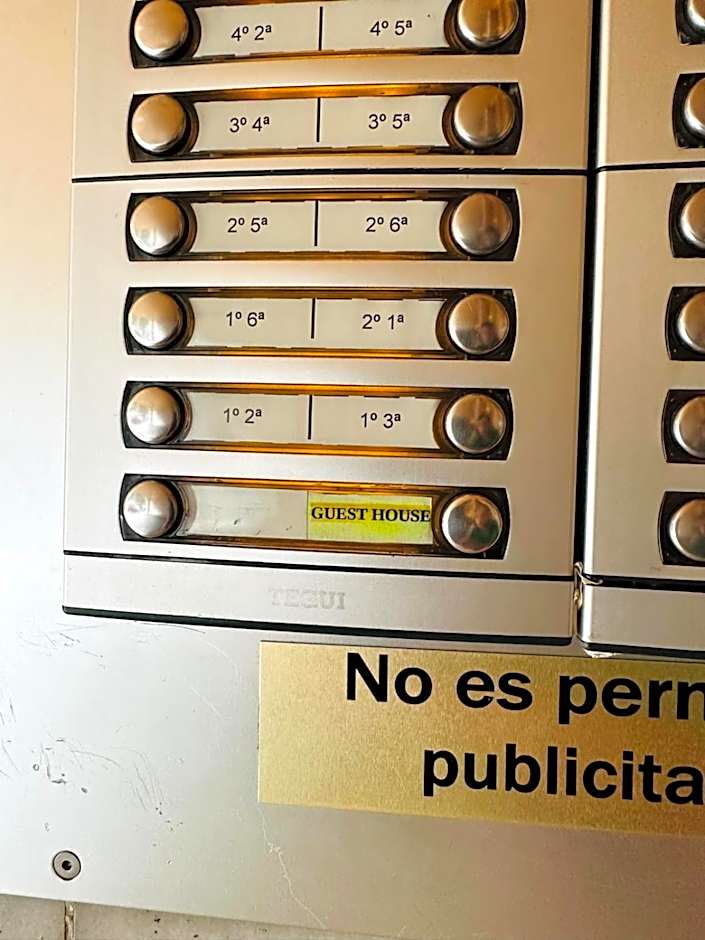 4º 2ª 4º 5ª
3º 4ª 3º 5ª
2º 5ª 2º 6ª
1º 6ª 2º 1ª
1º 2ª 1º 3ª
GUEST HOUSE
TEGUI
No es perm
publicita